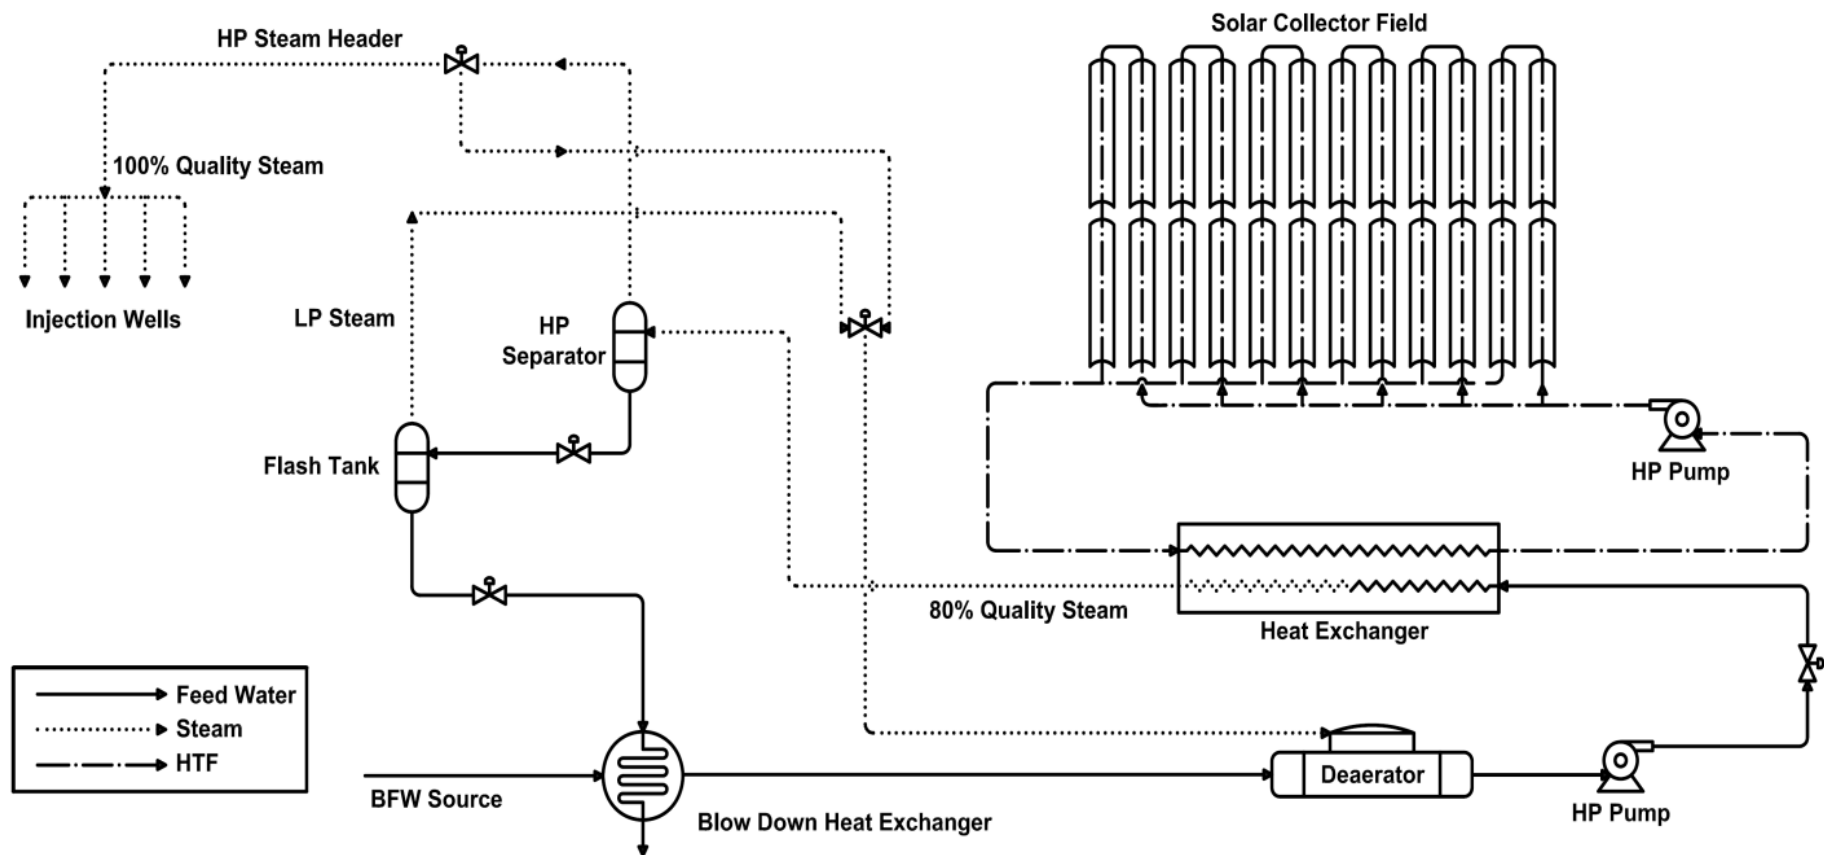 Solar Collector Field
HP Steam Header
100% Quality Steam
Injection Wells
LP Steam
HP
Separator
Flash Tank
HP Pump
80% Quality Steam
Heat Exchanger
Feed Water
Steam
HTF
BFW Source
Blow Down Heat Exchanger
Deaerator
HP Pump